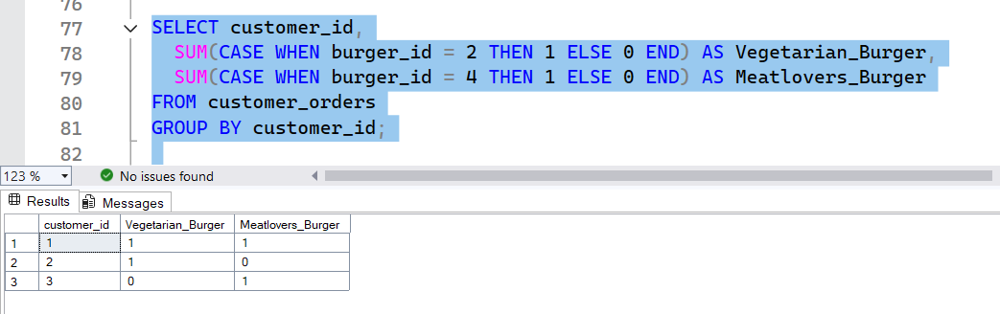 76
77 SELECT customer_id,
78 SUM(CASE WHEN burger_id = 2 THEN 1 ELSE 0 END) AS Vegetarian_Burger,
79 SUM(CASE WHEN burger_id = 4 THEN 1 ELSE 0 END) AS Meatlovers_Burger
80 FROM customer_orders
81 GROUP BY customer_id;
82
123 % No issues found
Results Messages
customer_id Vegetarian_Burger Meatlovers_Burger
1 1 1 1
2 2 1 0
3 3 0 1